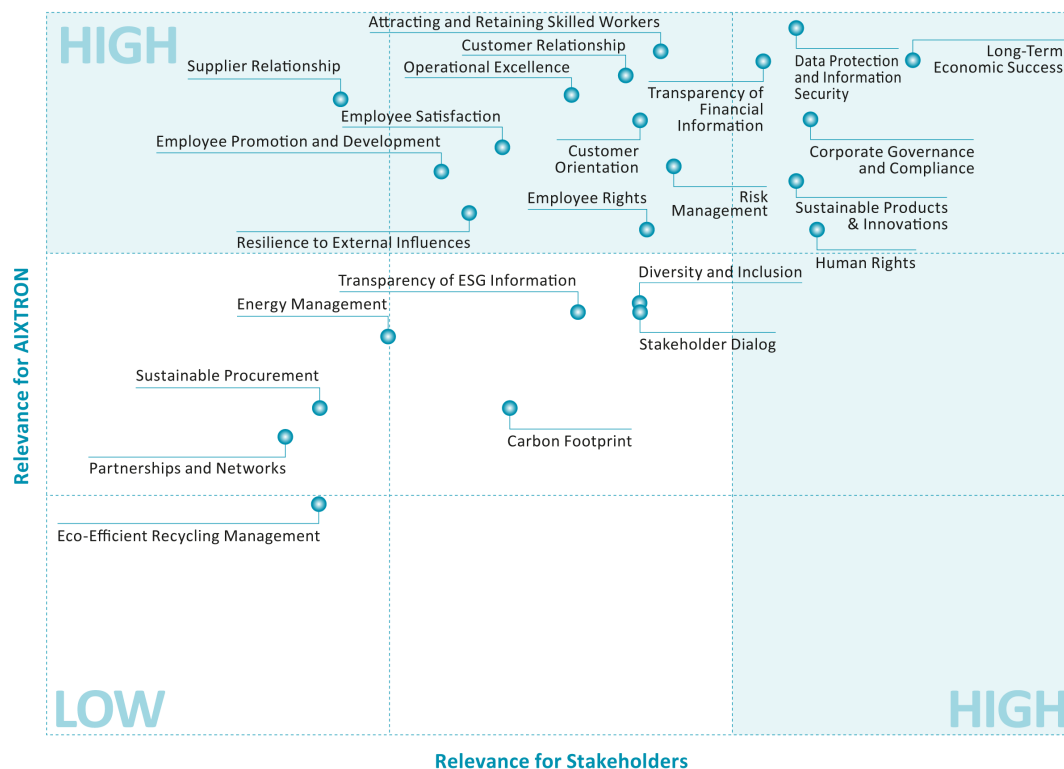 HIGH
Attracting and Retaining Skilled Workers
Customer Relationship
Supplier Relationship
Operational Excellence
Data Protection
and Information
Security
Long-Term
Economic Success
Transparency of
Financial
Information
Employee Satisfaction
Employee Promotion and Development
Customer
Orientation
Corporate Governance
and Compliance
Employee Rights
Risk
Management
Sustainable Products
& Innovations
Resilience to External Influences
Human Rights
Transparency of ESG Information
Diversity and Inclusion
Energy Management
Stakeholder Dialog
Sustainable Procurement
Carbon Footprint
Partnerships and Networks
Eco-Efficient Recycling Management
Relevance for AIXTRON
LOW
HIGH
Relevance for Stakeholders